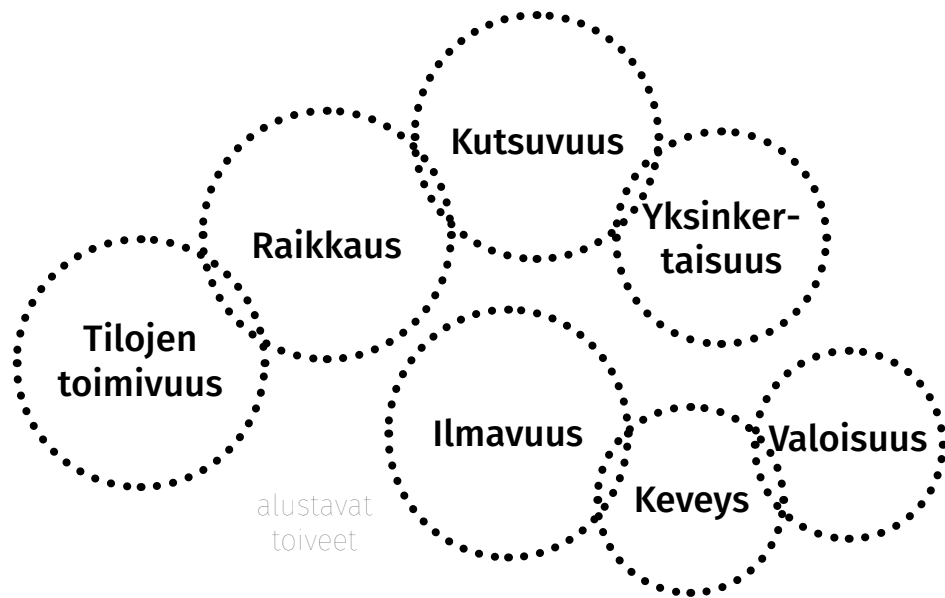 Kutsuvuus
Yksinker-
taisuus
Raikkaus
Tilojen
toimivuus
Ilmavuus
Valoisuus
Keveys
alustavat
toiveet